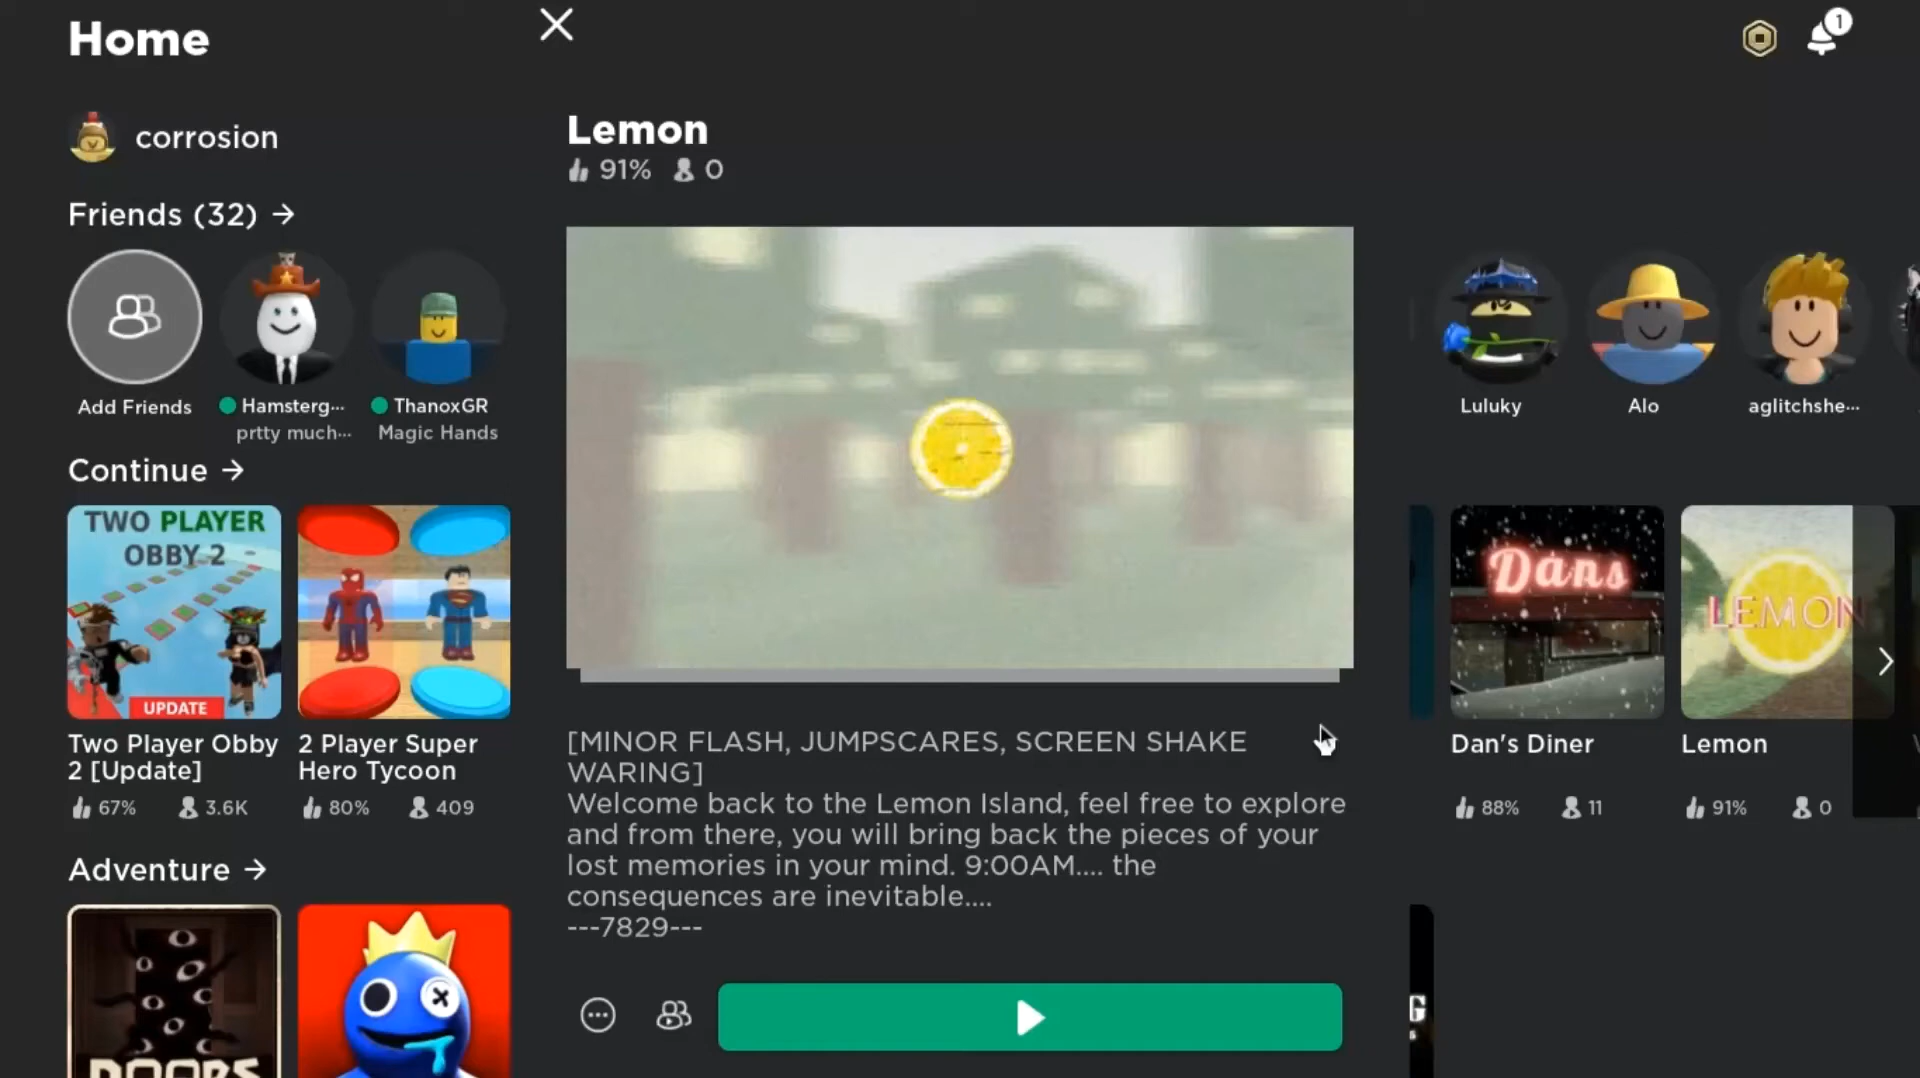 Home
1
corrosion
Lemon
91% 0
Friends (32)
Add Friends
Hamsterg...
prtty much...
ThanoxGR
Magic Hands
Luluky
Alo
aglitchshe...
Continue
TWO PLAYER
OBBY 2
UPDATE
Two Player Obby
2 [Update]
67% 3.6K
2 Player Super
Hero Tycoon
80% 409
Dans
Dan's Diner
88% 11
LEMON
Lemon
91% 0
[MINOR FLASH, JUMPSCARES, SCREEN SHAKE
WARING]
Welcome back to the Lemon Island, feel free to explore
and from there, you will bring back the pieces of your
lost memories in your mind. 9:00AM.... the
consequences are inevitable....
---7829---
Adventure
DOORS